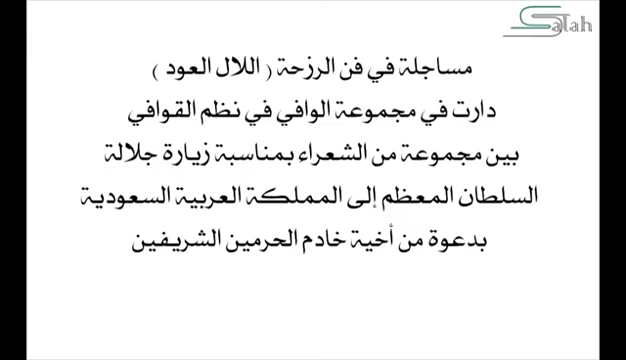 Salah
مساجلة في فن الرزحة ( اللال العود )
دارت في مجموعة الوافي في نظم القوافي
بين مجموعة من الشعراء بمناسبة زيارة جلالة
السلطان المعظم إلى المملكة العربية السعودية
بدعوة من أخية خادم الحرمين الشريفين